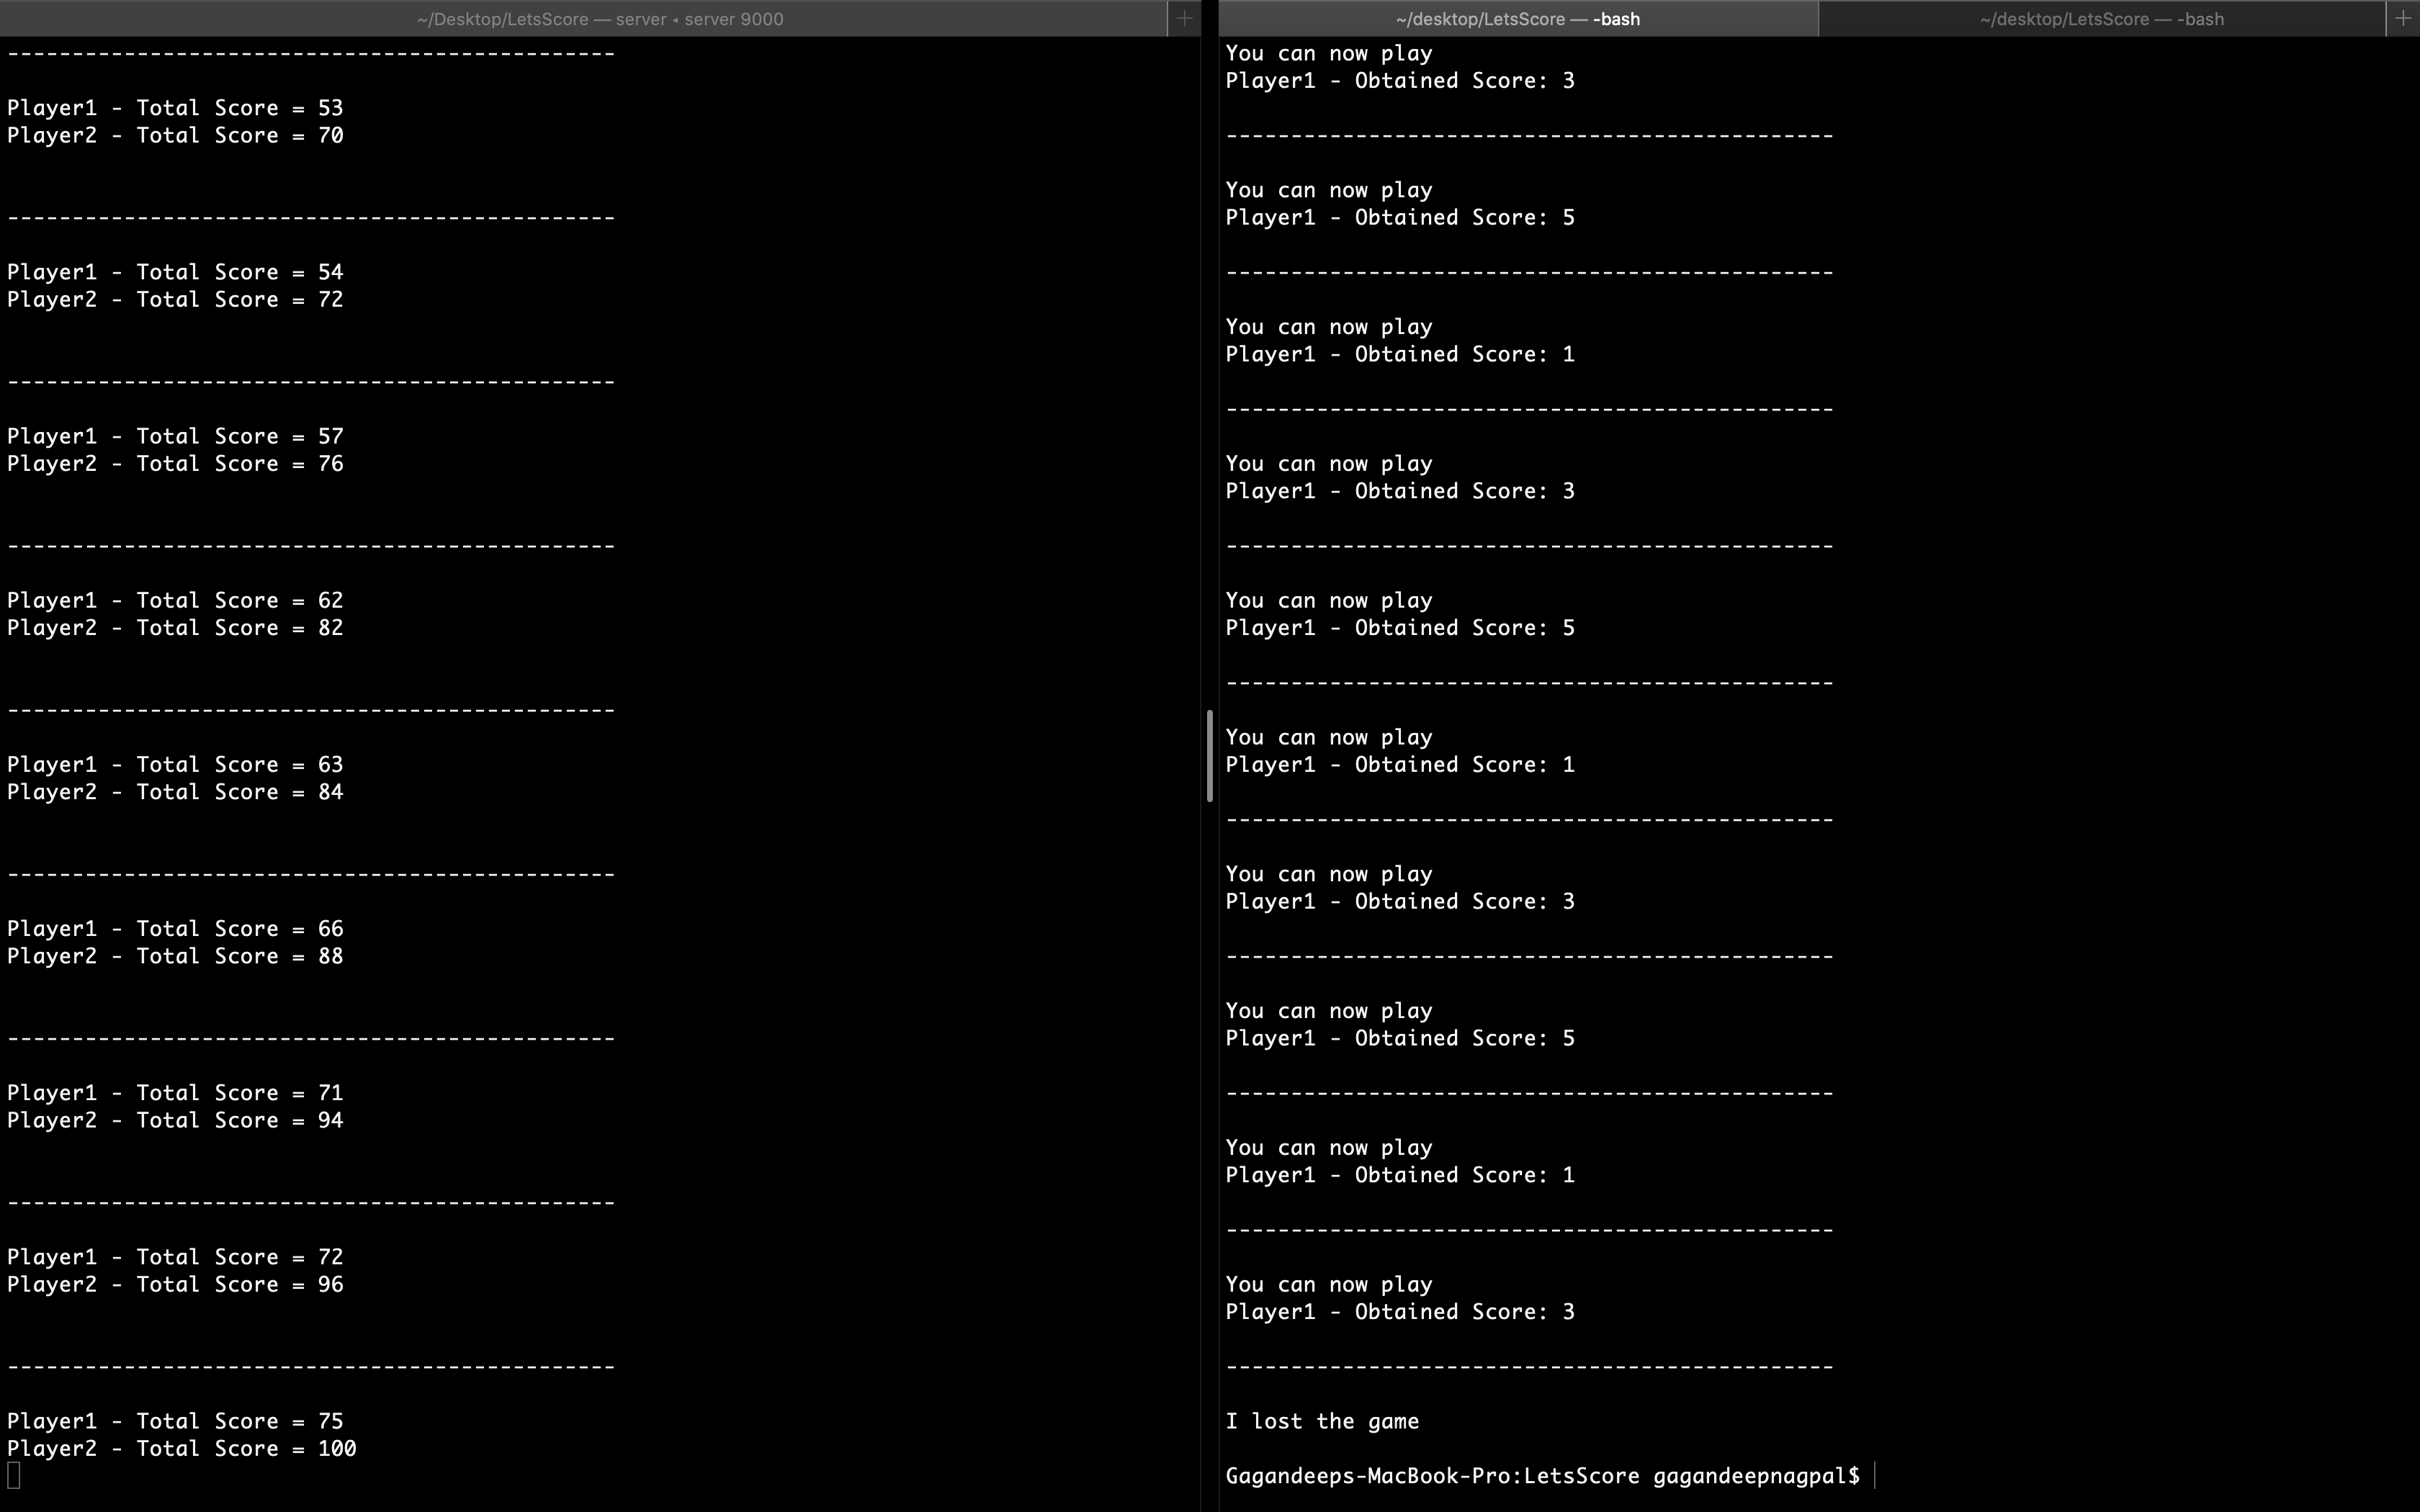 ~/Desktop/LetsScore — server ◂ server 9000
---------------------------------------------
Player1 - Total Score = 53
Player2 - Total Score = 70
---------------------------------------------
Player1 - Total Score = 54
Player2 - Total Score = 72
---------------------------------------------
Player1 - Total Score = 57
Player2 - Total Score = 76
---------------------------------------------
Player1 - Total Score = 62
Player2 - Total Score = 82
---------------------------------------------
Player1 - Total Score = 63
Player2 - Total Score = 84
---------------------------------------------
Player1 - Total Score = 66
Player2 - Total Score = 88
---------------------------------------------
Player1 - Total Score = 71
Player2 - Total Score = 94
---------------------------------------------
Player1 - Total Score = 72
Player2 - Total Score = 96
---------------------------------------------
Player1 - Total Score = 75
Player2 - Total Score = 100
~/desktop/LetsScore — -bash
~/desktop/LetsScore — -bash
You can now play
Player1 - Obtained Score: 3
---------------------------------------------
You can now play
Player1 - Obtained Score: 5
---------------------------------------------
You can now play
Player1 - Obtained Score: 1
---------------------------------------------
You can now play
Player1 - Obtained Score: 3
---------------------------------------------
You can now play
Player1 - Obtained Score: 5
---------------------------------------------
You can now play
Player1 - Obtained Score: 1
---------------------------------------------
You can now play
Player1 - Obtained Score: 3
---------------------------------------------
You can now play
Player1 - Obtained Score: 5
---------------------------------------------
You can now play
Player1 - Obtained Score: 1
---------------------------------------------
You can now play
Player1 - Obtained Score: 3
---------------------------------------------
I lost the game
Gagandeeps-MacBook-Pro:LetsScore gagandeepnagpal$